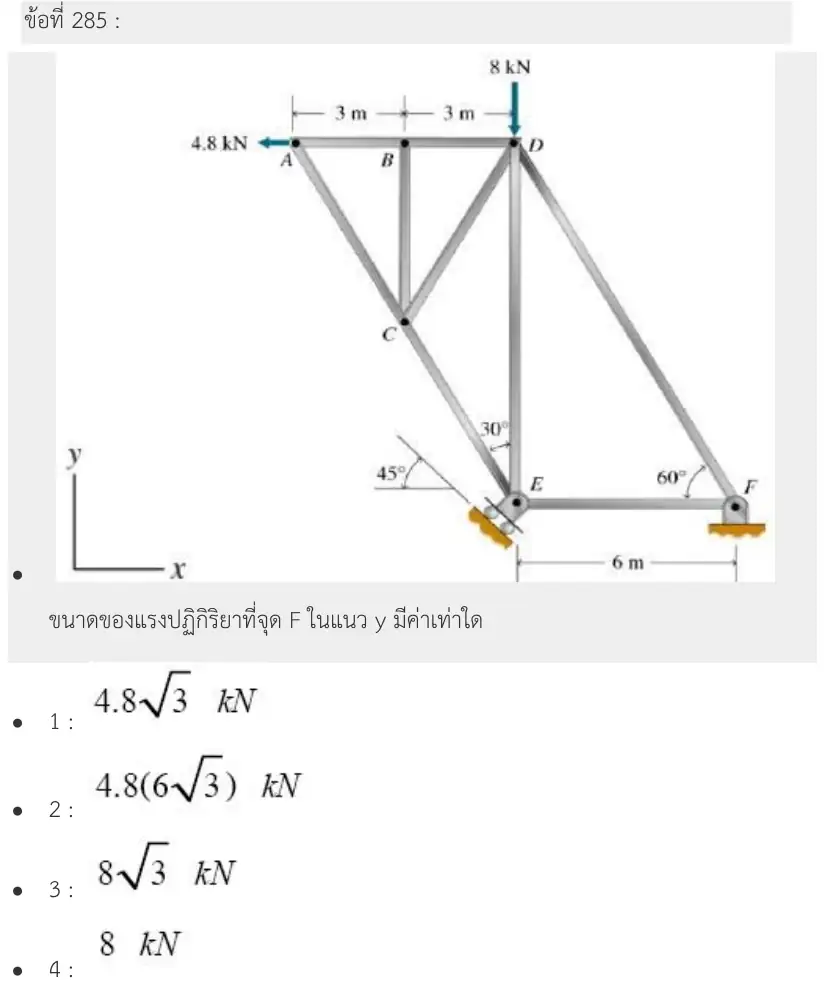 ข้อที่ 285 :
8 kN
3 m
3 m
4.8 kN
A
B
D
C
30°
y
45°
60°
E
F
6 m
x
ขนาดของแรงปฏิกิริยาที่จุด F ในแนว y มีค่าเท่าใด
1 : 4.8√3 kN
2 : 4.8(6√3) kN
3 : 8√3 kN
4 : 8 kN